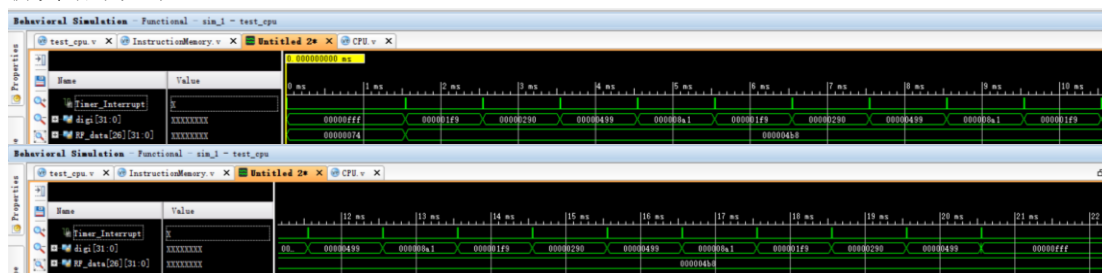 Behavioral Simulation - Functional - sim_1 - test_cpu
test_cpu.v X InstructionMemory.v X Untitled 2* X CPU.v X
Properties
0.000000000 ms
Name Value
0 ms 1 ms 2 ms 3 ms 4 ms 5 ms 6 ms 7 ms 8 ms 9 ms 10 ms
Timer_Interrupt X
digi[31:0] XXXXXXXX 00000fff 000001f9 00000290 00000499 000008a1 000001f9 00000290 00000499 000008a1 000001f9
RF_data[26][31:0] XXXXXXXX 00000074 000004b8
Behavioral Simulation - Functional - sim_1 - test_cpu
test_cpu.v X InstructionMemory.v X Untitled 2* X CPU.v X
Properties
Name Value
12 ms 13 ms 14 ms 15 ms 16 ms 17 ms 18 ms 19 ms 20 ms 21 ms 22
Timer_Interrupt X
digi[31:0] XXXXXXXX 00... 00000499 000008a1 000001f9 00000290 00000499 000008a1 000001f9 00000290 00000499 00000fff
RF_data[26][31:0] XXXXXXXX 000004b8